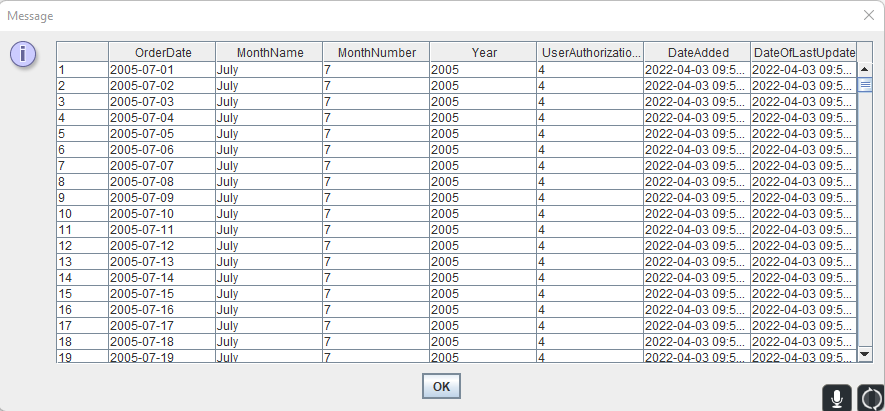 Message
OrderDate MonthName MonthNumber Year UserAuthorizatio... DateAdded DateOfLastUpdate
1 2005-07-01 July 7 2005 4 2022-04-03 09:5... 2022-04-03 09:5...
2 2005-07-02 July 7 2005 4 2022-04-03 09:5... 2022-04-03 09:5...
3 2005-07-03 July 7 2005 4 2022-04-03 09:5... 2022-04-03 09:5...
4 2005-07-04 July 7 2005 4 2022-04-03 09:5... 2022-04-03 09:5...
5 2005-07-05 July 7 2005 4 2022-04-03 09:5... 2022-04-03 09:5...
6 2005-07-06 July 7 2005 4 2022-04-03 09:5... 2022-04-03 09:5...
7 2005-07-07 July 7 2005 4 2022-04-03 09:5... 2022-04-03 09:5...
8 2005-07-08 July 7 2005 4 2022-04-03 09:5... 2022-04-03 09:5...
9 2005-07-09 July 7 2005 4 2022-04-03 09:5... 2022-04-03 09:5...
10 2005-07-10 July 7 2005 4 2022-04-03 09:5... 2022-04-03 09:5...
11 2005-07-11 July 7 2005 4 2022-04-03 09:5... 2022-04-03 09:5...
12 2005-07-12 July 7 2005 4 2022-04-03 09:5... 2022-04-03 09:5...
13 2005-07-13 July 7 2005 4 2022-04-03 09:5... 2022-04-03 09:5...
14 2005-07-14 July 7 2005 4 2022-04-03 09:5... 2022-04-03 09:5...
15 2005-07-15 July 7 2005 4 2022-04-03 09:5... 2022-04-03 09:5...
16 2005-07-16 July 7 2005 4 2022-04-03 09:5... 2022-04-03 09:5...
17 2005-07-17 July 7 2005 4 2022-04-03 09:5... 2022-04-03 09:5...
18 2005-07-18 July 7 2005 4 2022-04-03 09:5... 2022-04-03 09:5...
19 2005-07-19 July 7 2005 4 2022-04-03 09:5... 2022-04-03 09:5...
OK